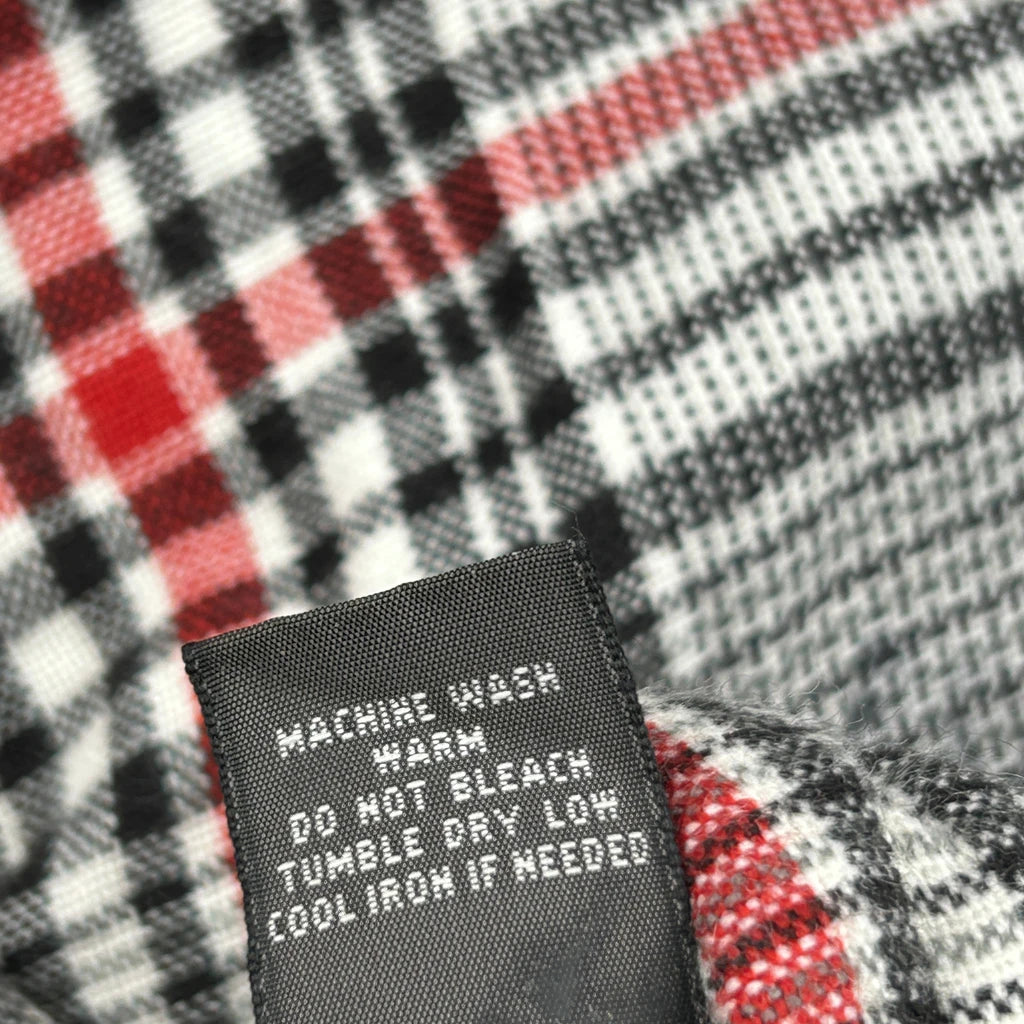 MACHINE WASH
WARM
DO NOT BLEACH
TUMBLE DRY LOW
COOL IRON IF NEEDED